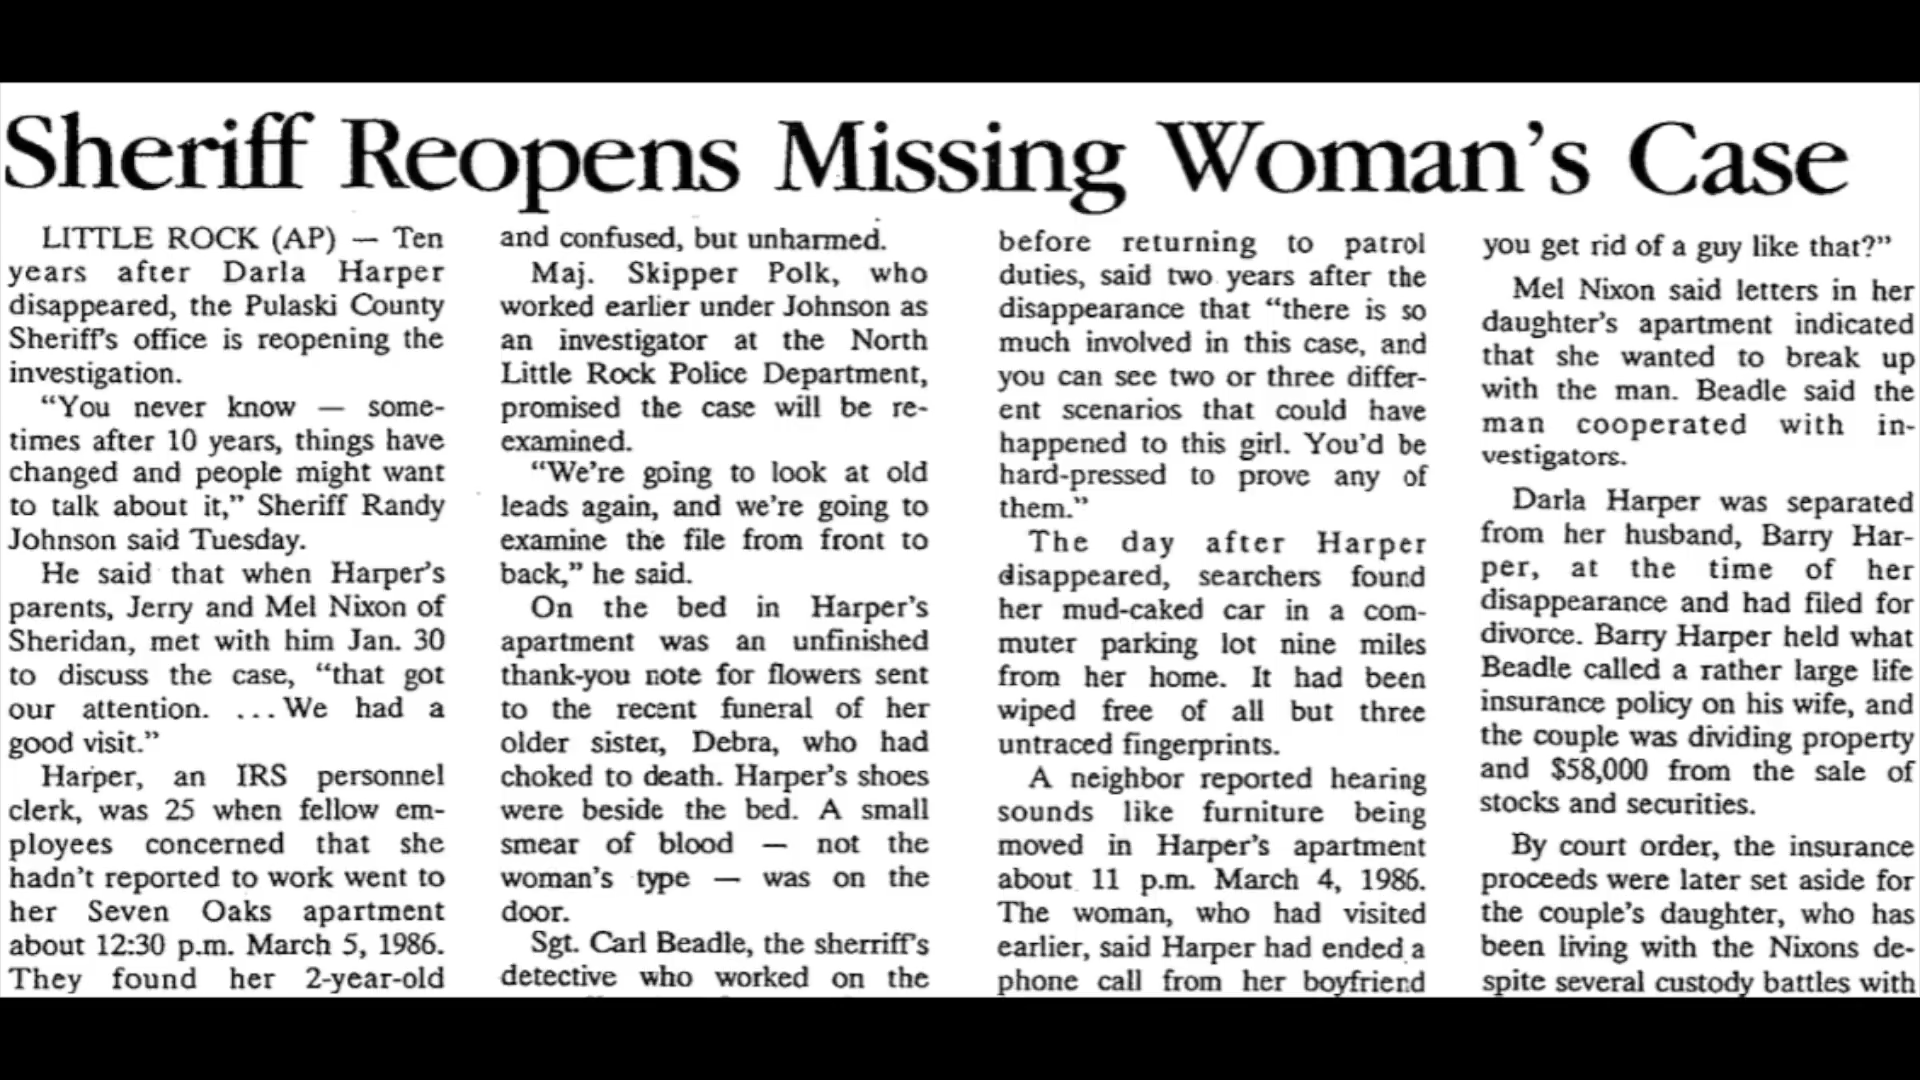 Sheriff Reopens Missing Woman's Case
LITTLE ROCK (AP) — Ten
years after Darla Harper
disappeared, the Pulaski County
Sheriff's office is reopening the
investigation.
“You never know — some-
times after 10 years, things have
changed and people might want
to talk about it,” Sheriff Randy
Johnson said Tuesday.
He said that when Harper's
parents, Jerry and Mel Nixon of
Sheridan, met with him Jan. 30
to discuss the case, “that got
our attention. ...We had a
good visit.”
Harper, an IRS personnel
clerk, was 25 when fellow em-
ployees concerned that she
hadn't reported to work went to
her Seven Oaks apartment
about 12:30 p.m. March 5, 1986.
They found her 2-year-old
and confused, but unharmed.
Maj. Skipper Polk, who
worked earlier under Johnson as
an investigator at the North
Little Rock Police Department,
promised the case will be re-
examined.
“We're going to look at old
leads again, and we're going to
examine the file from front to
back,” he said.
On the bed in Harper's
apartment was an unfinished
thank-you note for flowers sent
to the recent funeral of her
older sister, Debra, who had
choked to death. Harper's shoes
were beside the bed. A small
smear of blood — not the
woman's type — was on the
door.
Sgt. Carl Beadle, the sherriff's
detective who worked on the
before returning to patrol
duties, said two years after the
disappearance that “there is so
much involved in this case, and
you can see two or three differ-
ent scenarios that could have
happened to this girl. You'd be
hard-pressed to prove any of
them.”
The day after Harper
disappeared, searchers found
her mud-caked car in a com-
muter parking lot nine miles
from her home. It had been
wiped free of all but three
untraced fingerprints.
A neighbor reported hearing
sounds like furniture being
moved in Harper's apartment
about 11 p.m. March 4, 1986.
The woman, who had visited
earlier, said Harper had ended a
phone call from her boyfriend
you get rid of a guy like that?”
Mel Nixon said letters in her
daughter's apartment indicated
that she wanted to break up
with the man. Beadle said the
man cooperated with in-
vestigators.
Darla Harper was separated
from her husband, Barry Har-
per, at the time of her
disappearance and had filed for
divorce. Barry Harper held what
Beadle called a rather large life
insurance policy on his wife, and
the couple was dividing property
and $58,000 from the sale of
stocks and securities.
By court order, the insurance
proceeds were later set aside for
the couple's daughter, who has
been living with the Nixons de-
spite several custody battles with